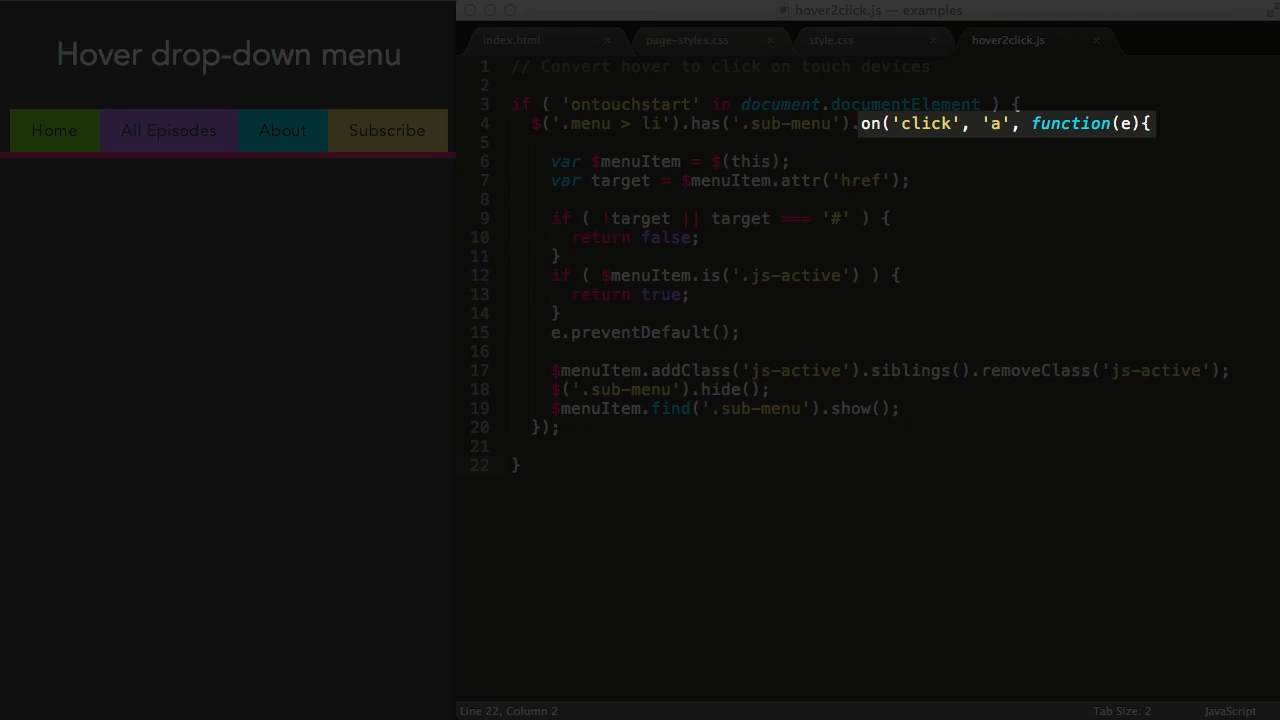 hover2click.js — examples
index.html × page-styles.css × style.css × hover2click.js ×
Hover drop-down menu
Home All Episodes About Subscribe
1 // Convert hover to click on touch devices
2
3 if ( 'ontouchstart' in document.documentElement ) {
4 $('.menu > li').has('.sub-menu').on('click', 'a', function(e){
5
6 var $menuItem = $(this);
7 var target = $menuItem.attr('href');
8
9 if ( !target || target === '#' ) {
10 return false;
11 }
12 if ( $menuItem.is('.js-active') ) {
13 return true;
14 }
15 e.preventDefault();
16
17 $menuItem.addClass('js-active').siblings().removeClass('js-active');
18 $('.sub-menu').hide();
19 $menuItem.find('.sub-menu').show();
20 });
21
22 }
Line 22, Column 2 Tab Size: 2 JavaScript